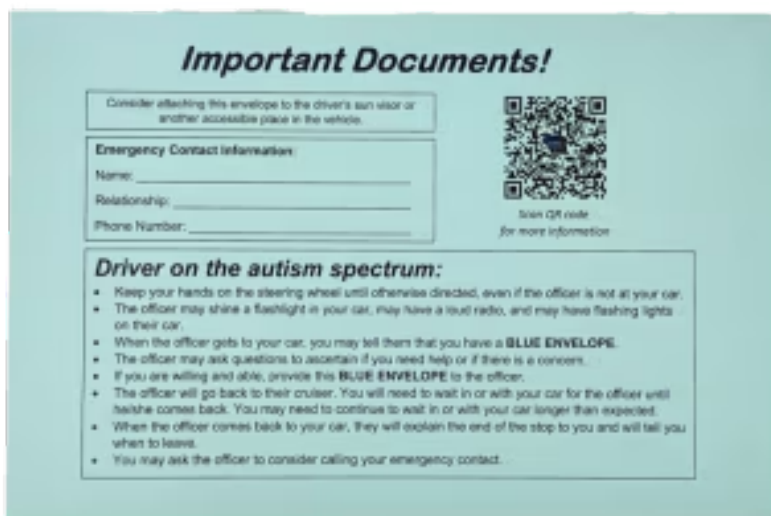 Important Documents!
Consider attaching this envelope to the driver's sun visor or
another accessible place in the vehicle.
Emergency Contact Information:
Name:
Relationship:
Phone Number:
Scan QR code
for more information
Driver on the autism spectrum:
• Keep your hands on the steering wheel until otherwise directed, even if the officer is not at your car.
• The officer may shine a flashlight in your car, may have a loud radio, and may have flashing lights
on their car.
• When the officer gets to your car, you may tell them that you have a BLUE ENVELOPE.
• The officer may ask questions to ascertain if you need help or if there is a concern.
• If you are willing and able, provide this BLUE ENVELOPE to the officer.
• The officer will go back to their cruiser. You will need to wait in or with your car for the officer until
he/she comes back. You may need to continue to wait in or with your car longer than expected.
• When the officer comes back to your car, they will explain the end of the stop to you and will tell you
when to leave.
• You may ask the officer to consider calling your emergency contact.